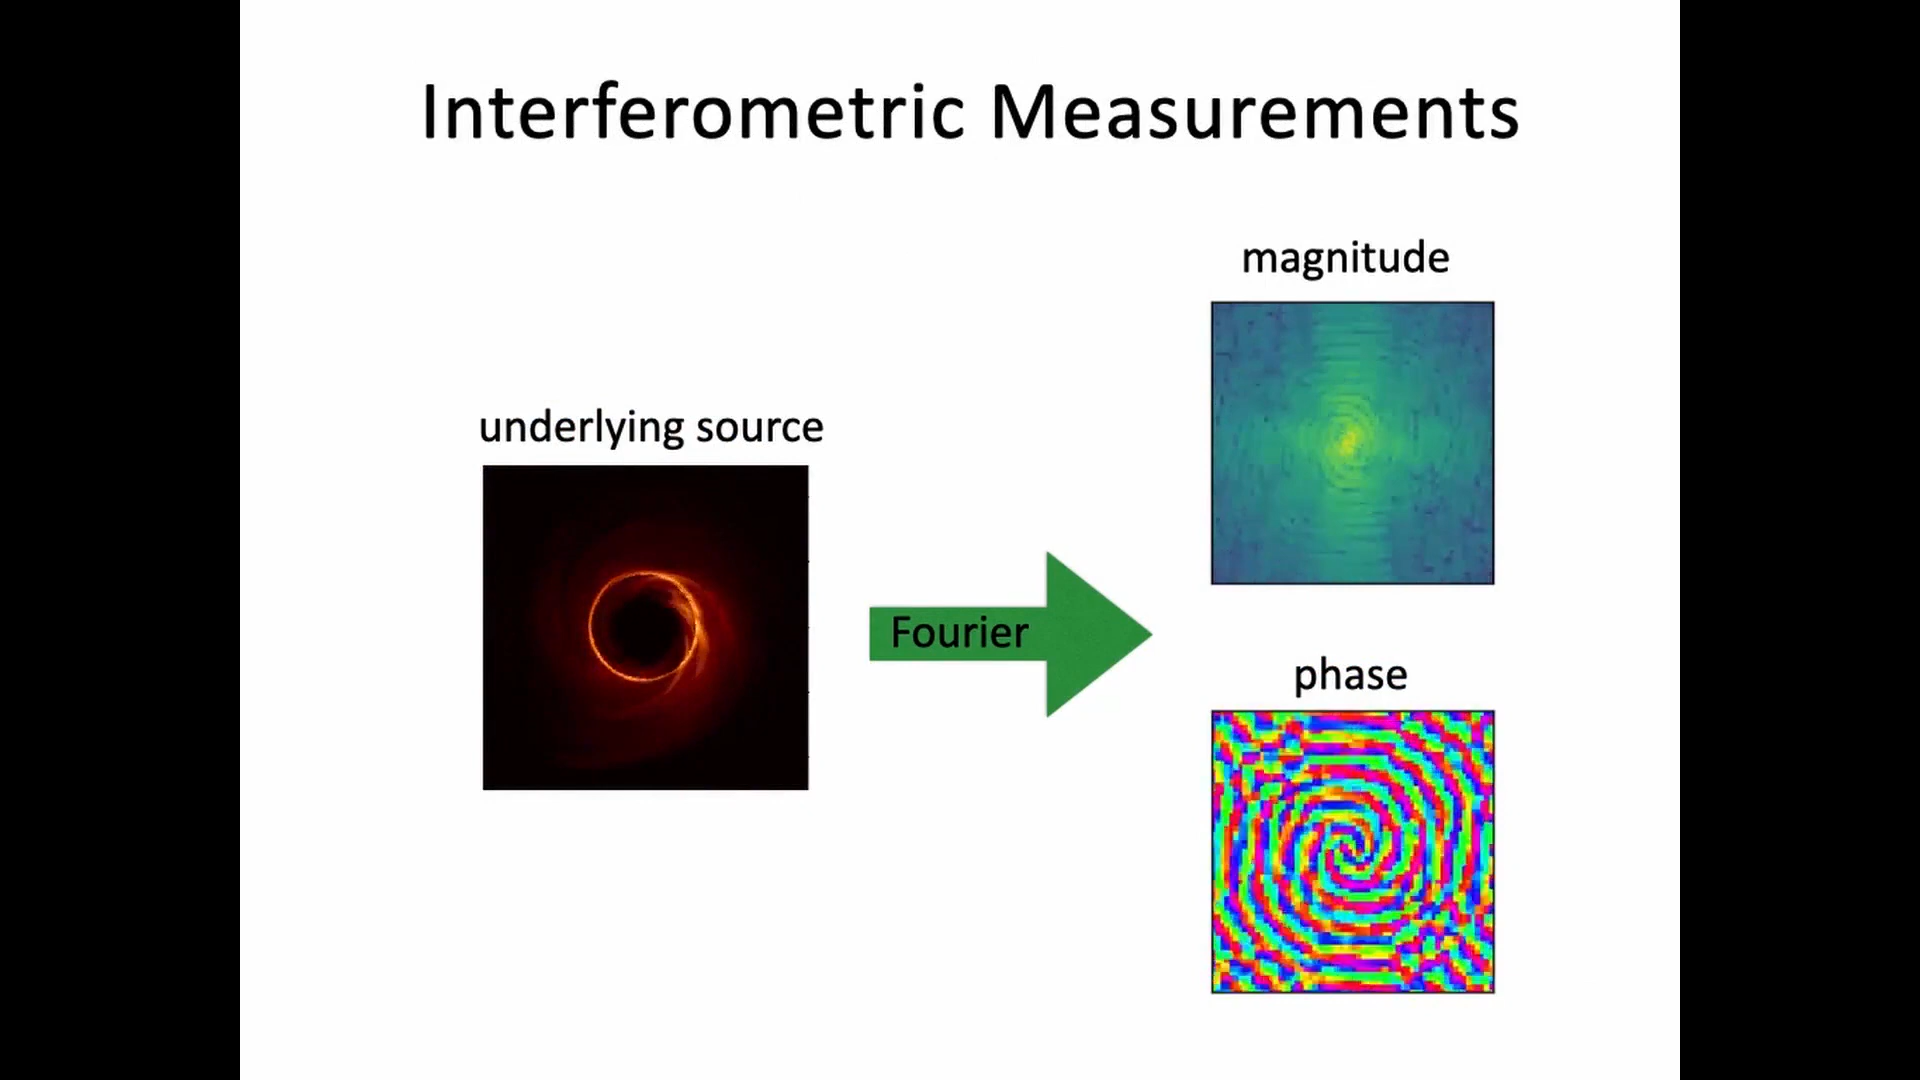 Interferometric Measurements
magnitude
underlying source
Fourier
phase